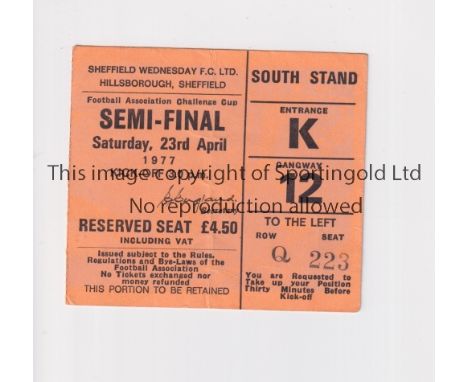 SHEFFIELD WEDNESDAY F.C. LTD.
HILLSBOROUGH, SHEFFIELD
Football Association Challenge Cup
SEMI-FINAL
Saturday, 23rd April
1977
KICK-OFF 3.0 p.m.
RESERVED SEAT £4.50
INCLUDING VAT
Issued subject to the Rules,
Regulations and Bye-Laws of the
Football Association
No Tickets exchanged nor
money refunded
THIS PORTION TO BE RETAINED
SOUTH STAND
ENTRANCE
K
GANGWAY
12
TO THE LEFT
ROW SEAT
Q 223
You are Requested to
Take up your Position
Thirty Minutes Before
Kick-off
This image copyright of Sportingold Ltd
No reproduction allowed